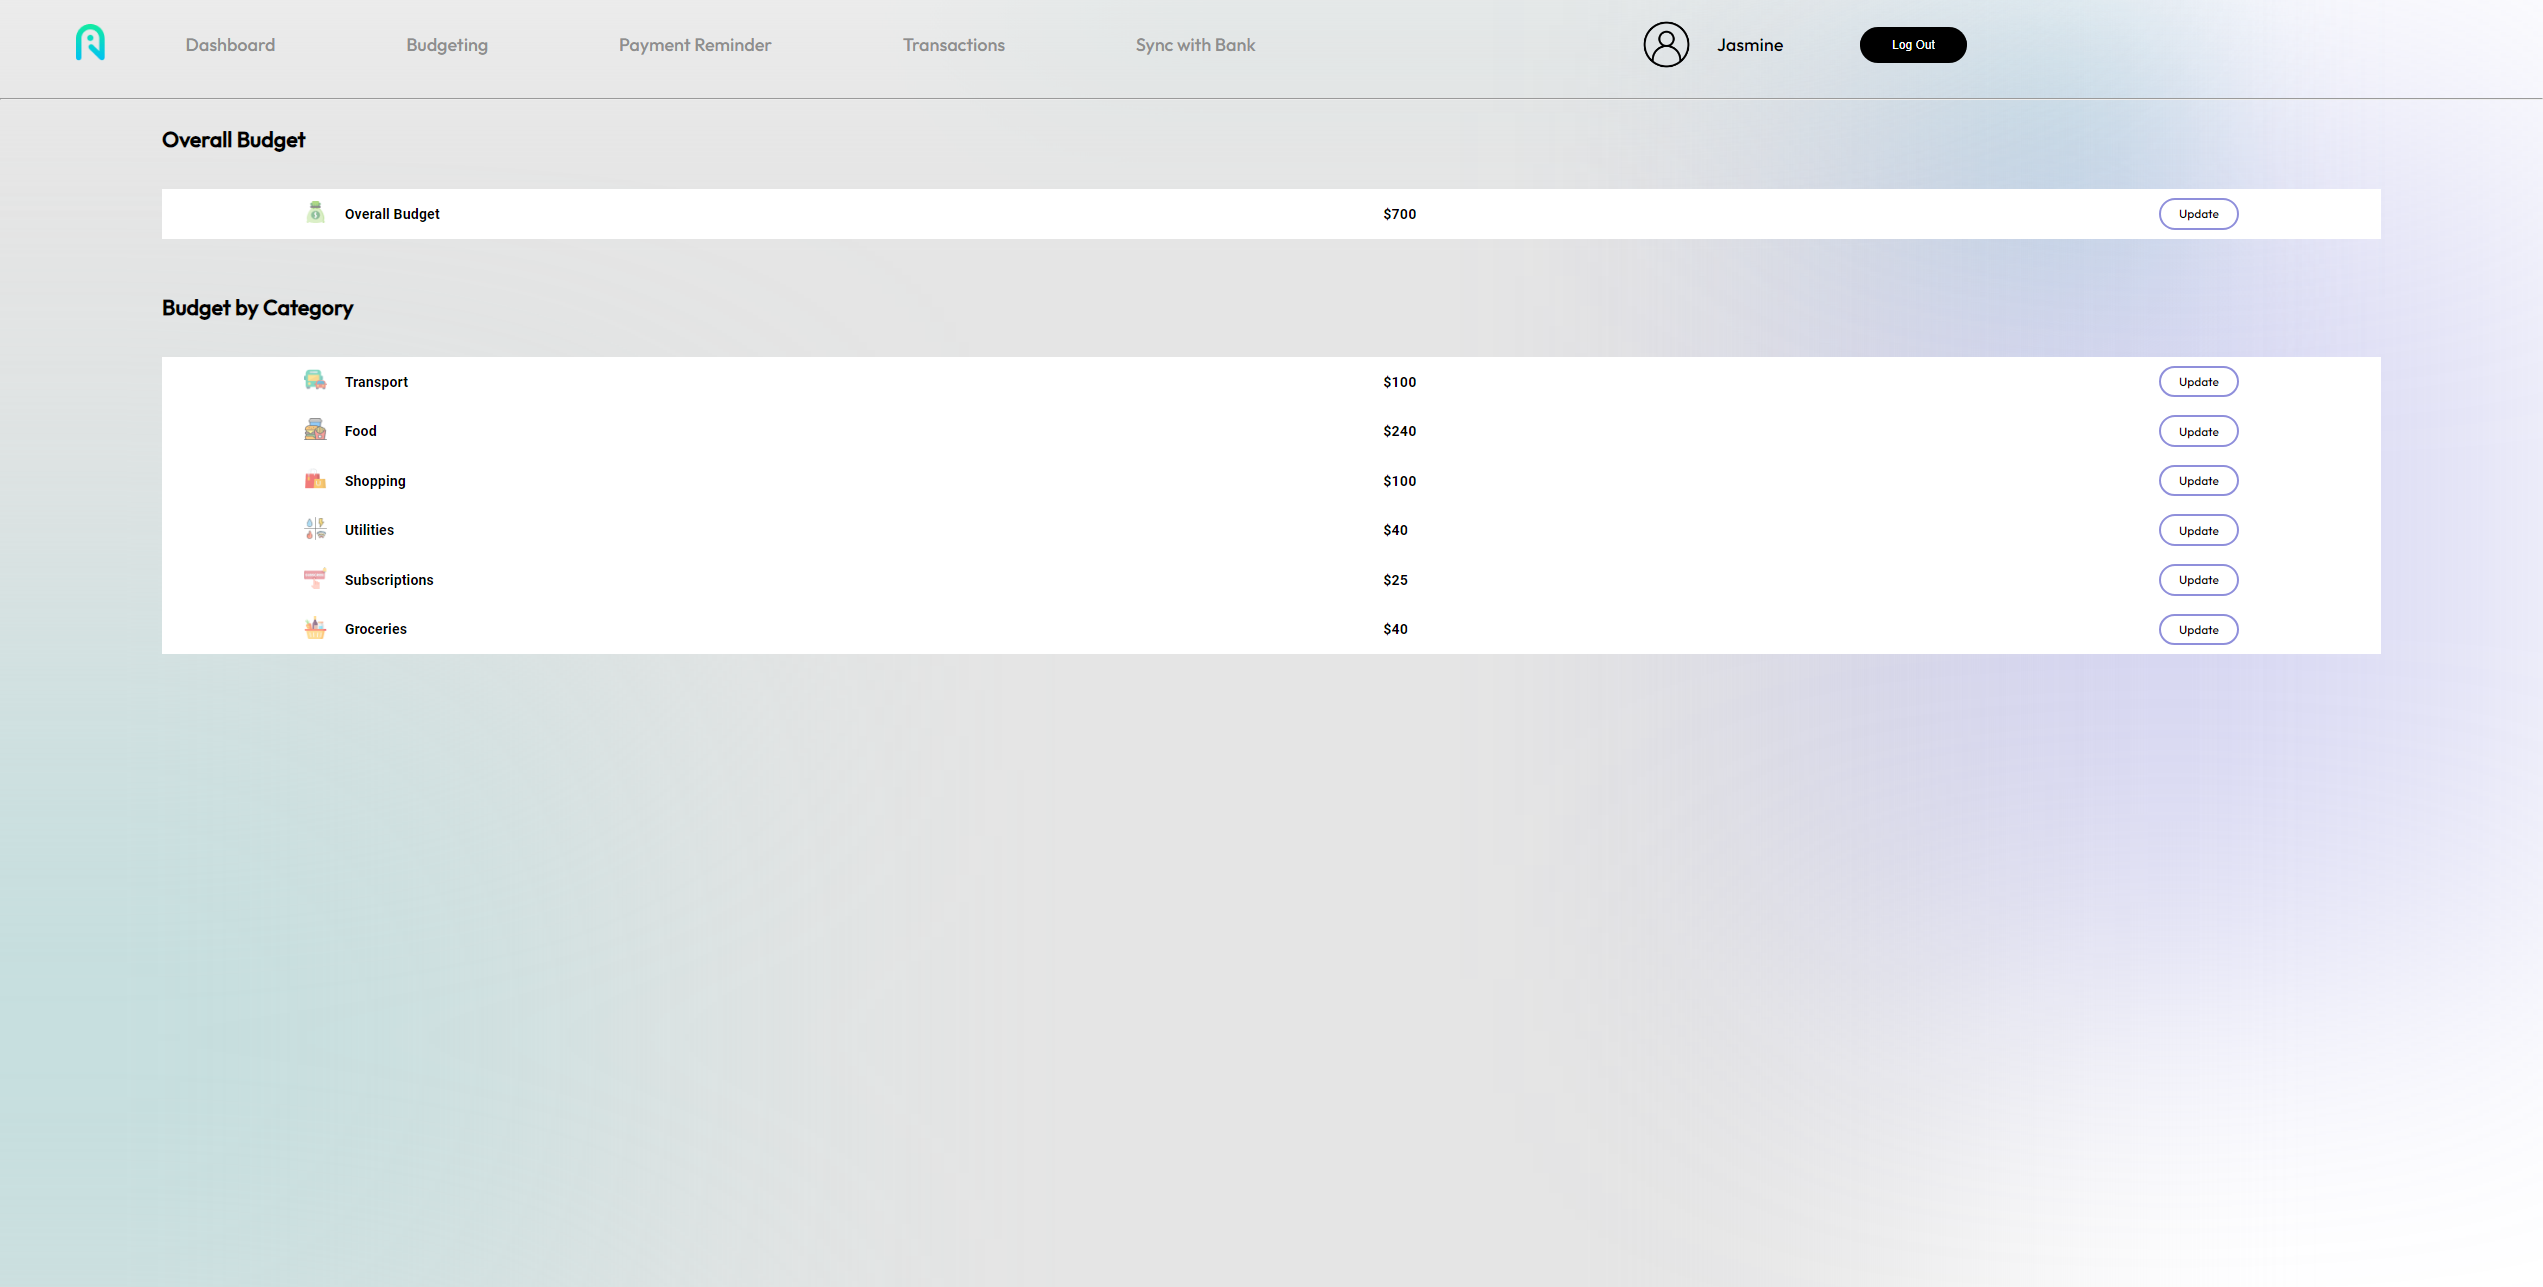 Dashboard Budgeting Payment Reminder Transactions Sync with Bank Jasmine Log Out
Overall Budget
Overall Budget $700 Update
Budget by Category
Transport $100 Update
Food $240 Update
Shopping $100 Update
Utilities $40 Update
Subscriptions $25 Update
Groceries $40 Update